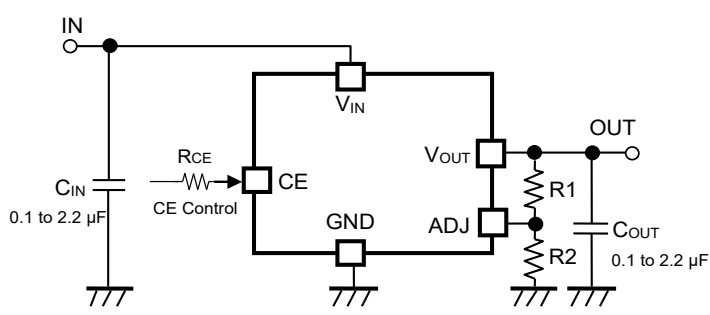 IN
VIN
OUT
VOUT
RCE
CE
R1
CIN
CE Control
0.1 to 2.2 µF
GND
ADJ
COUT
R2
0.1 to 2.2 µF